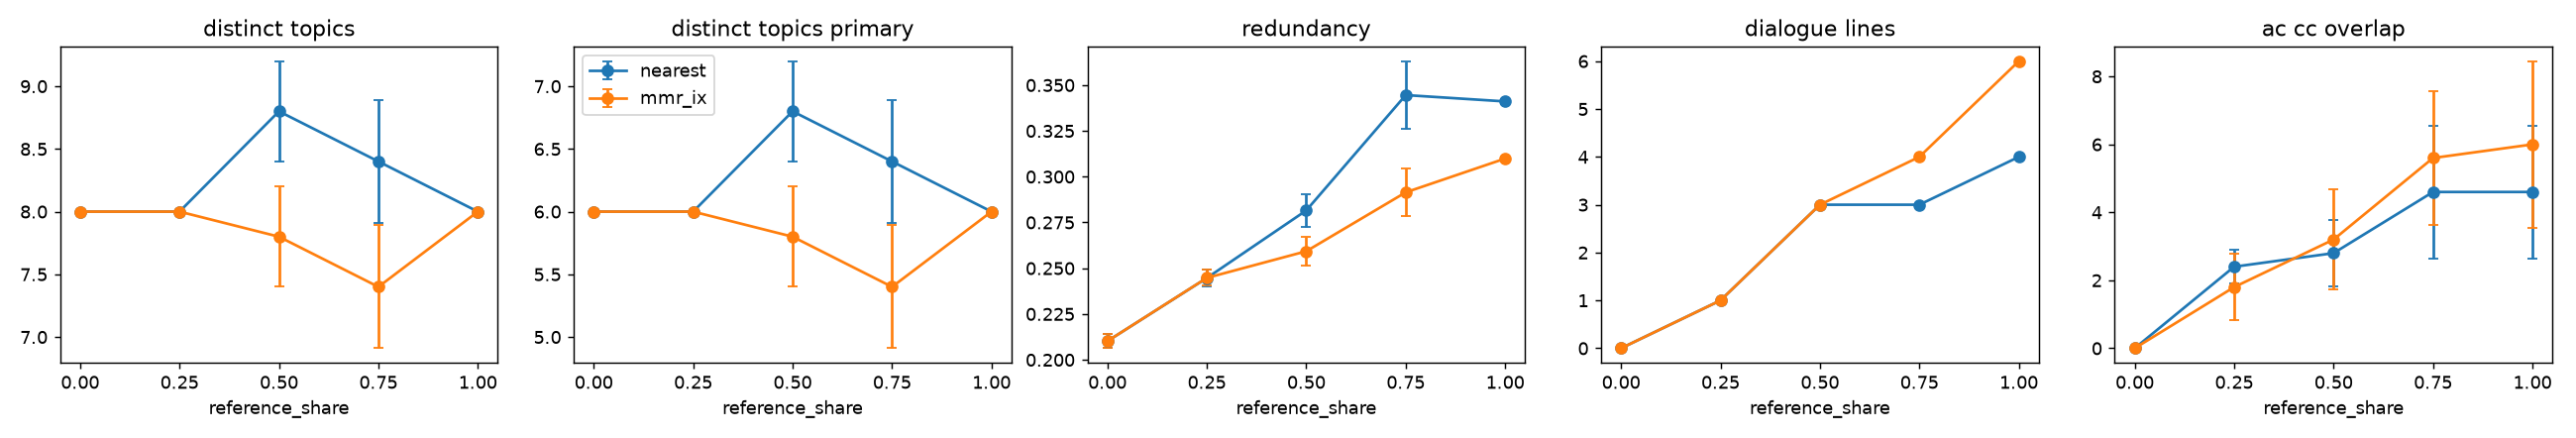 distinct topics
9.0
8.5
8.0
7.5
7.0
0.00 0.25 0.50 0.75 1.00
reference_share
distinct topics primary
nearest
mmr_ix
7.0
6.5
6.0
5.5
5.0
0.00 0.25 0.50 0.75 1.00
reference_share
redundancy
0.350
0.325
0.300
0.275
0.250
0.225
0.200
0.00 0.25 0.50 0.75 1.00
reference_share
dialogue lines
6
5
4
3
2
1
0
0.00 0.25 0.50 0.75 1.00
reference_share
ac cc overlap
8
6
4
2
0
0.00 0.25 0.50 0.75 1.00
reference_share